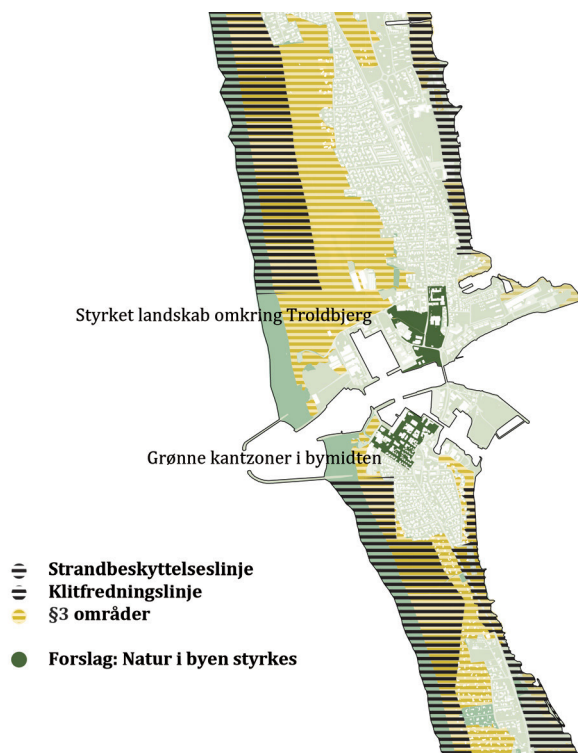 Styrket landskab omkring Troldbjerg
Grønne kantzoner i bymidten
Strandbeskyttelseslinje
Klitfredningslinje
§3 områder
Forslag: Natur i byen styrkes